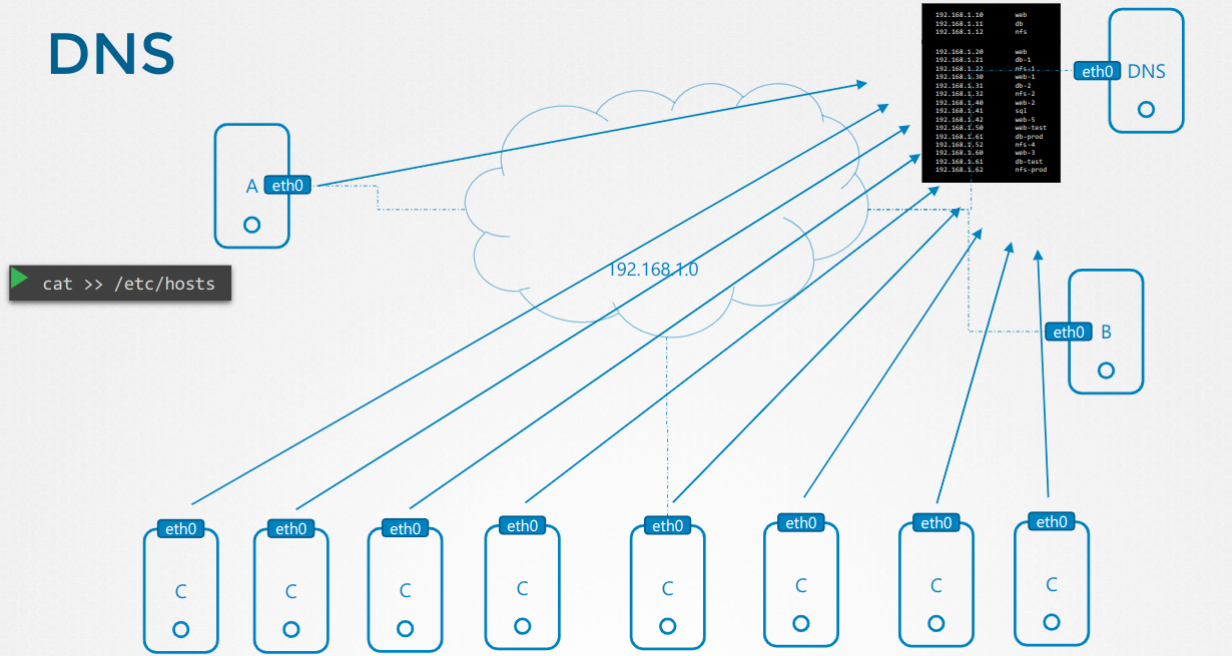 DNS
192.168.1.10 web
192.168.1.11 db
192.168.1.12 nfs
192.168.1.20 web
192.168.1.21 db-1
192.168.1.22 nfs-1
192.168.1.30 web-1
192.168.1.31 db-2
192.168.1.32 nfs-2
192.168.1.40 web-2
192.168.1.41 sql
192.168.1.42 web-5
192.168.1.50 web-test
192.168.1.61 db-prod
192.168.1.52 nfs-4
192.168.1.60 web-3
192.168.1.61 db-test
192.168.1.62 nfs-prod
eth0 DNS
A eth0
192.168.1.0
cat >> /etc/hosts
eth0 B
eth0 eth0 eth0 eth0 eth0 eth0 eth0 eth0
C C C C C C C C